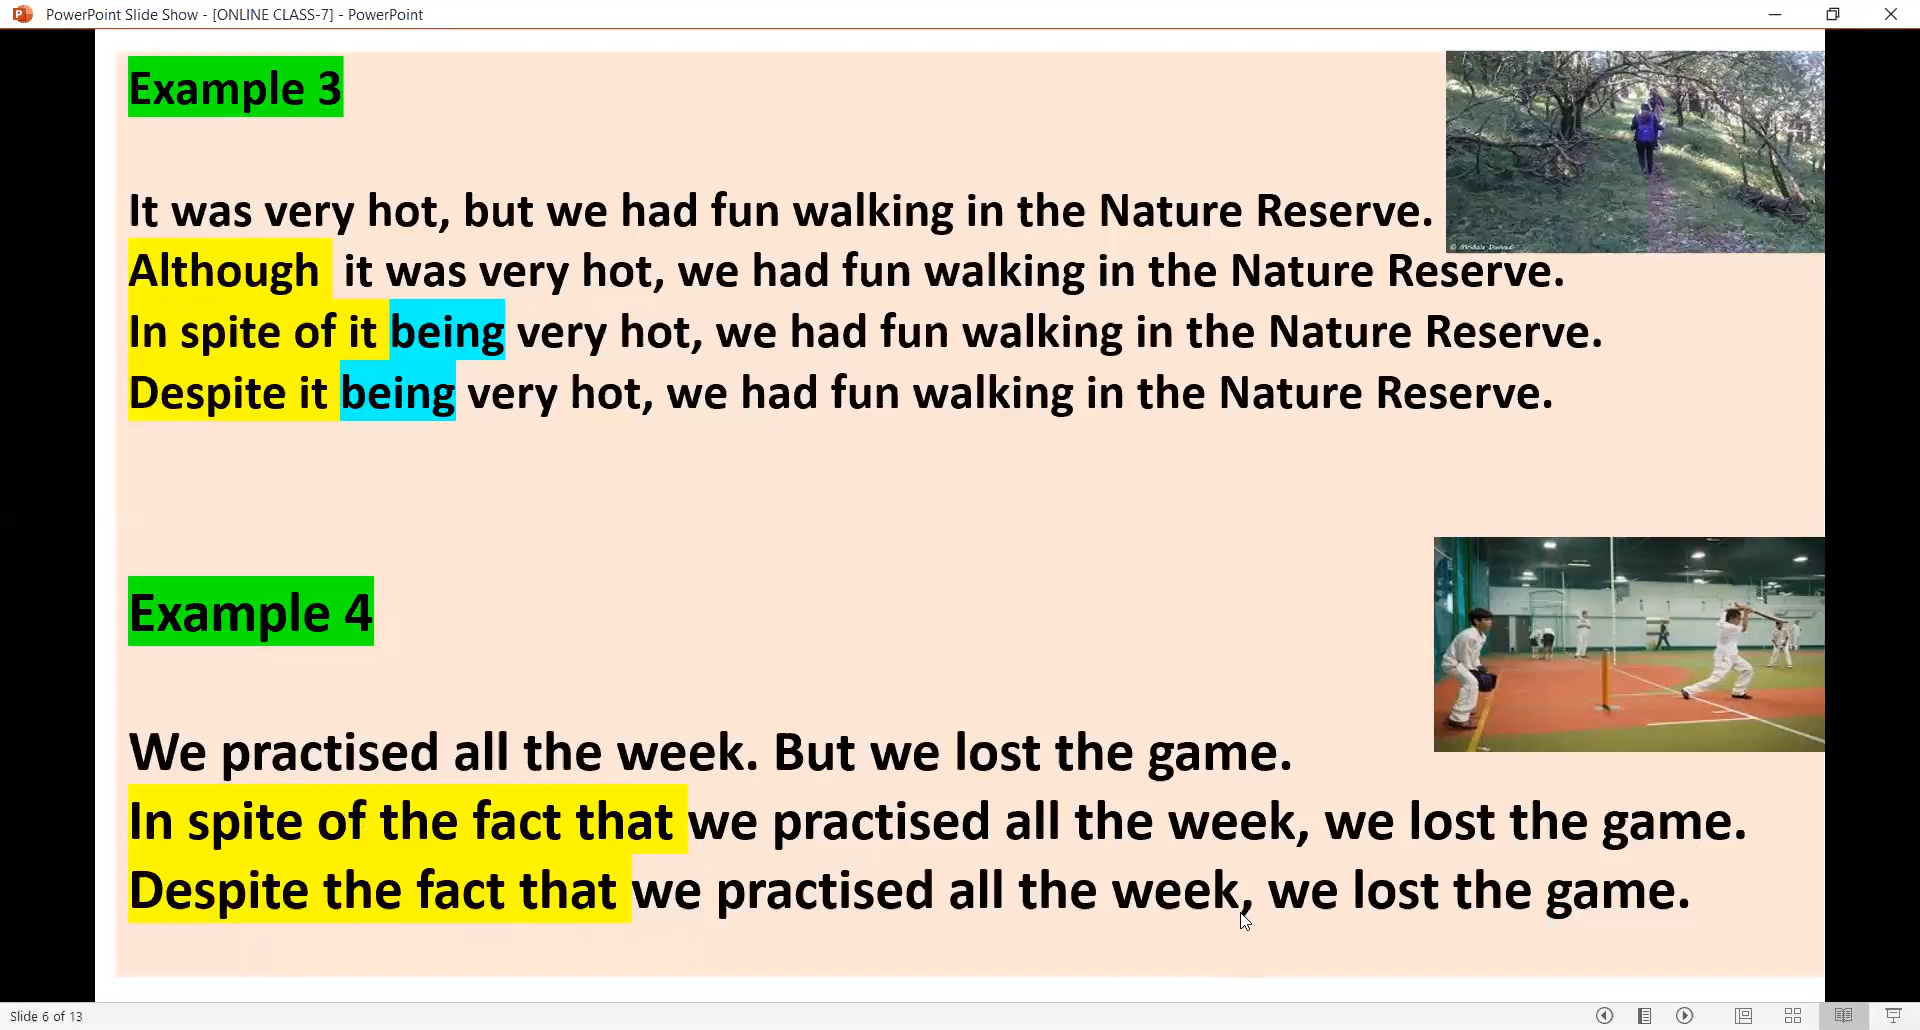 PowerPoint Slide Show - [ONLINE CLASS-7] - PowerPoint
Example 3
It was very hot, but we had fun walking in the Nature Reserve.
Although it was very hot, we had fun walking in the Nature Reserve.
In spite of it being very hot, we had fun walking in the Nature Reserve.
Despite it being very hot, we had fun walking in the Nature Reserve.
Example 4
We practised all the week. But we lost the game.
In spite of the fact that we practised all the week, we lost the game.
Despite the fact that we practised all the week, we lost the game.
Slide 6 of 13